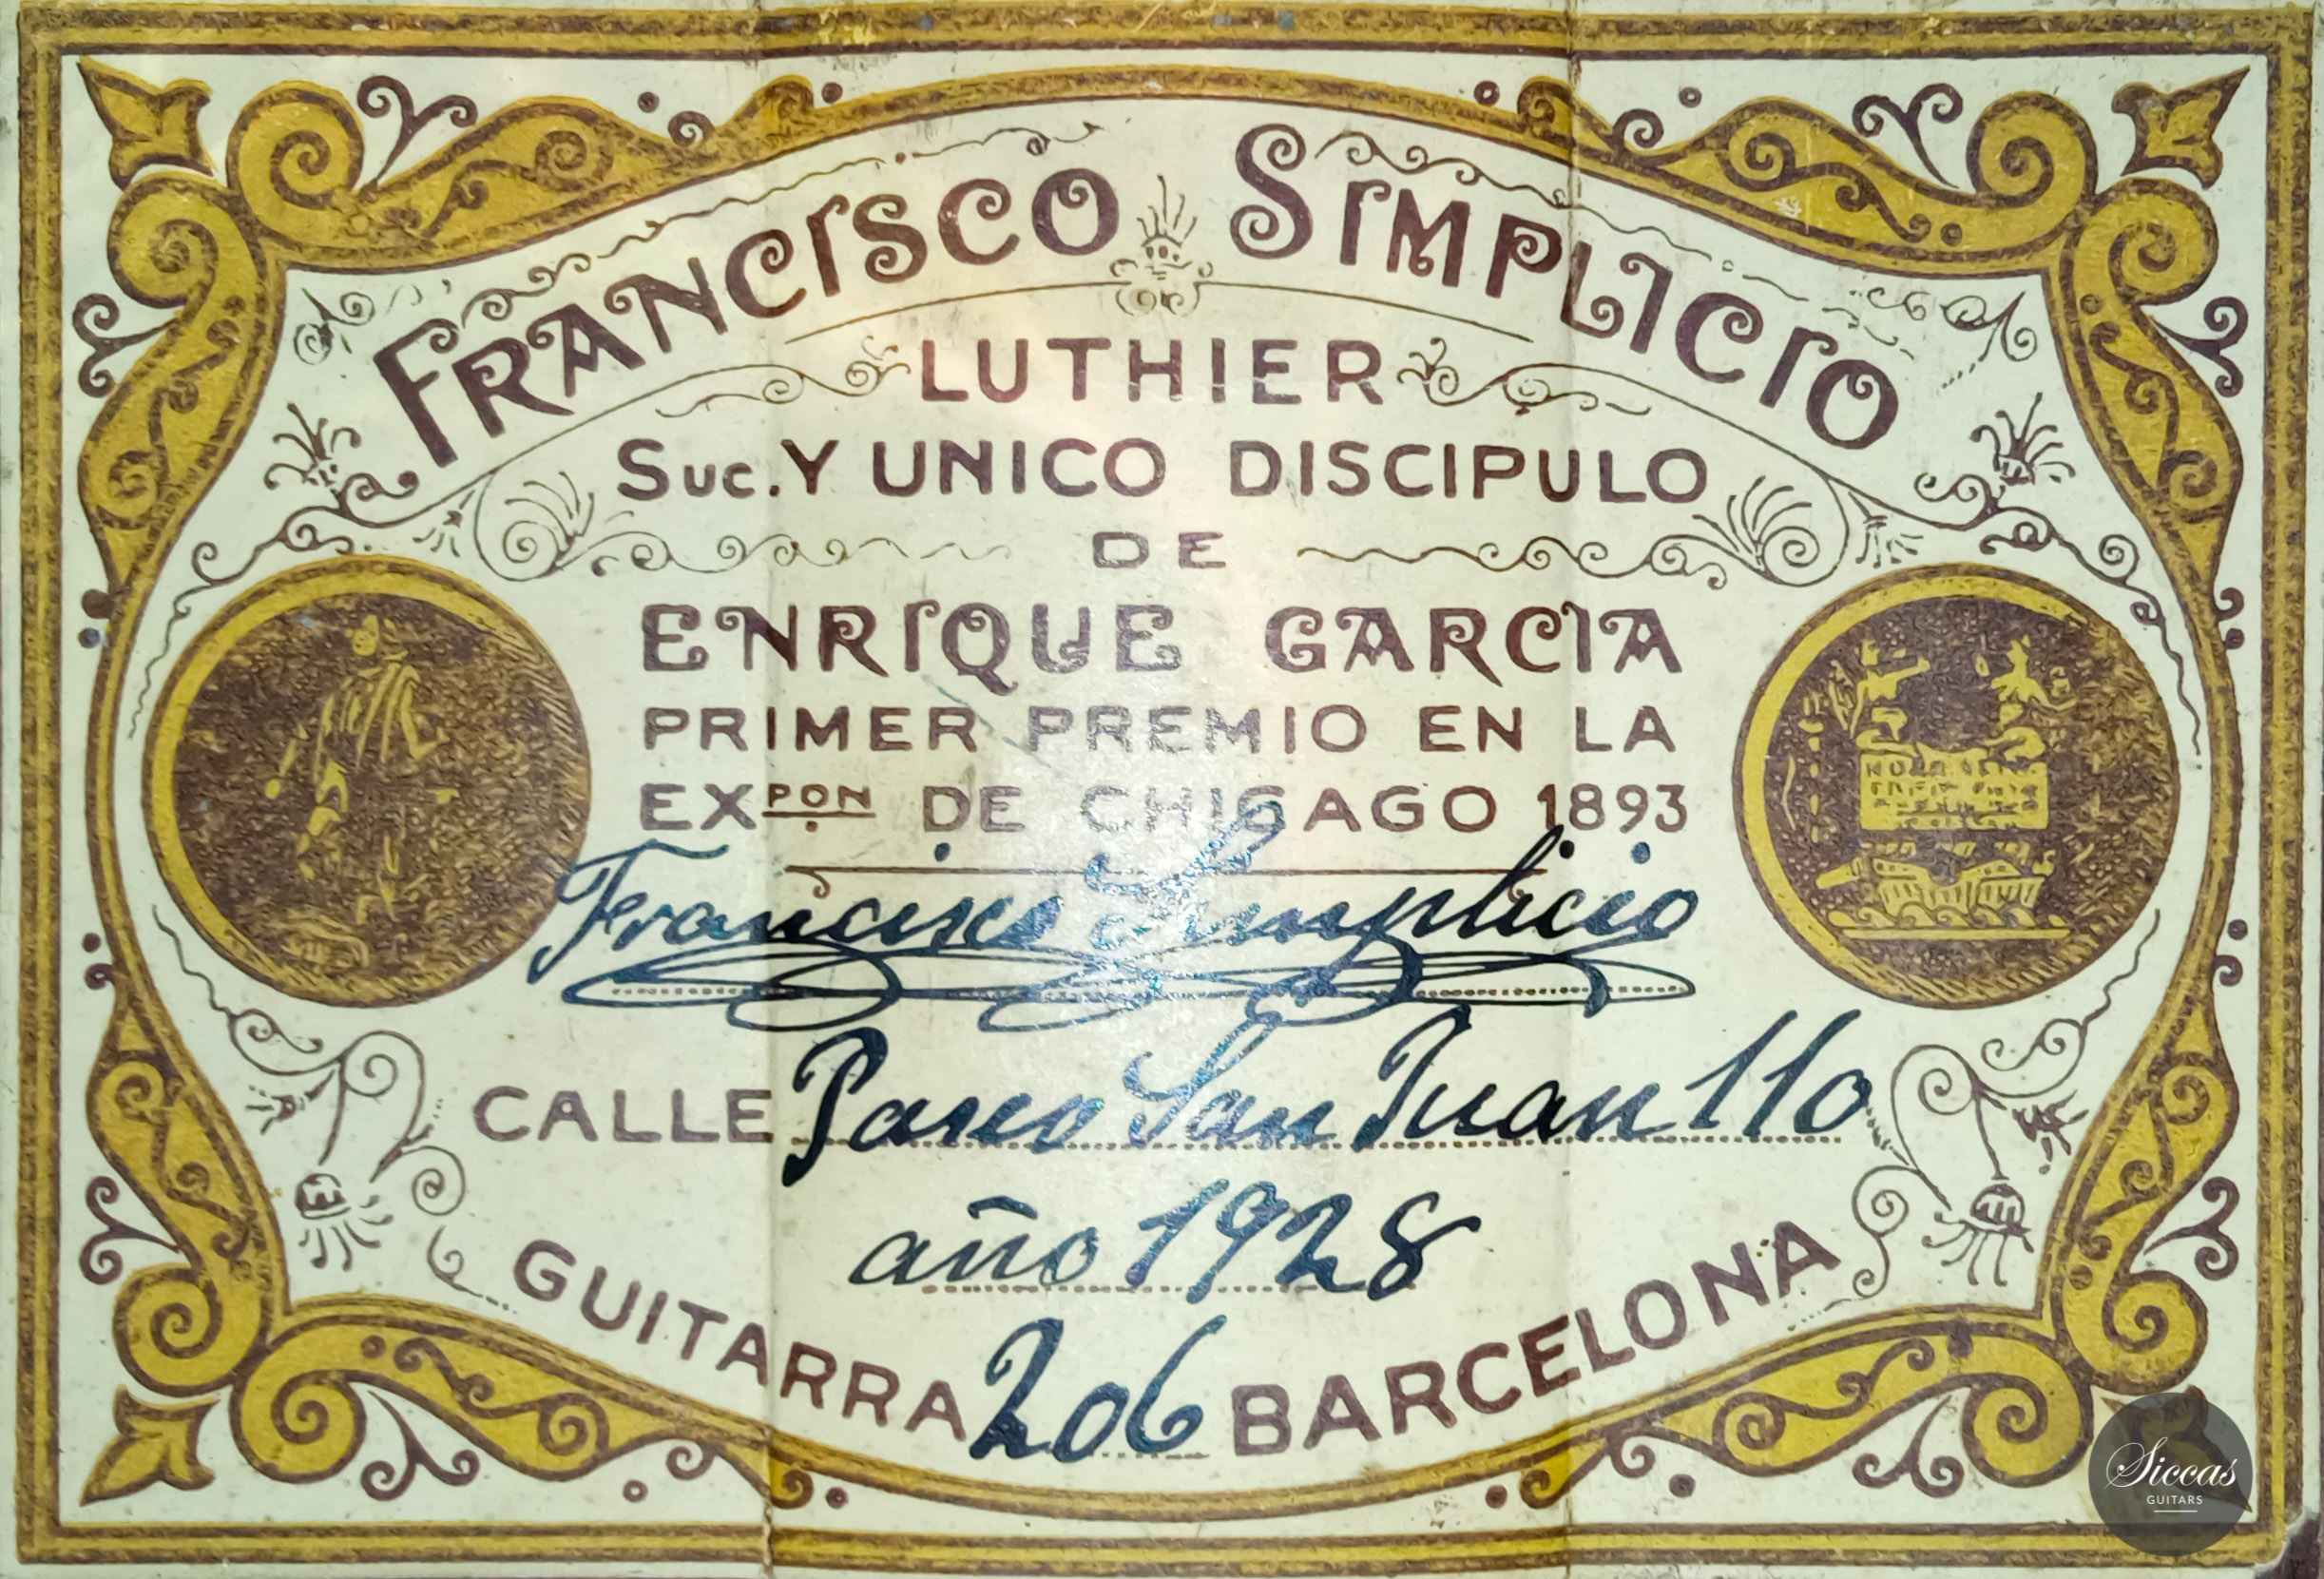 FRANCISCO SIMPLICIO
LUTHIER
Suc. Y UNICO DISCIPULO
DE
ENRIQUE GARCIA
PRIMER PREMIO EN LA
EXPON DE CHICAGO 1893
Francisco Simplicio
CALLE Paseo San Juan 110
año 1928
GUITARRA 206 BARCELONA
Siccas
GUITARS